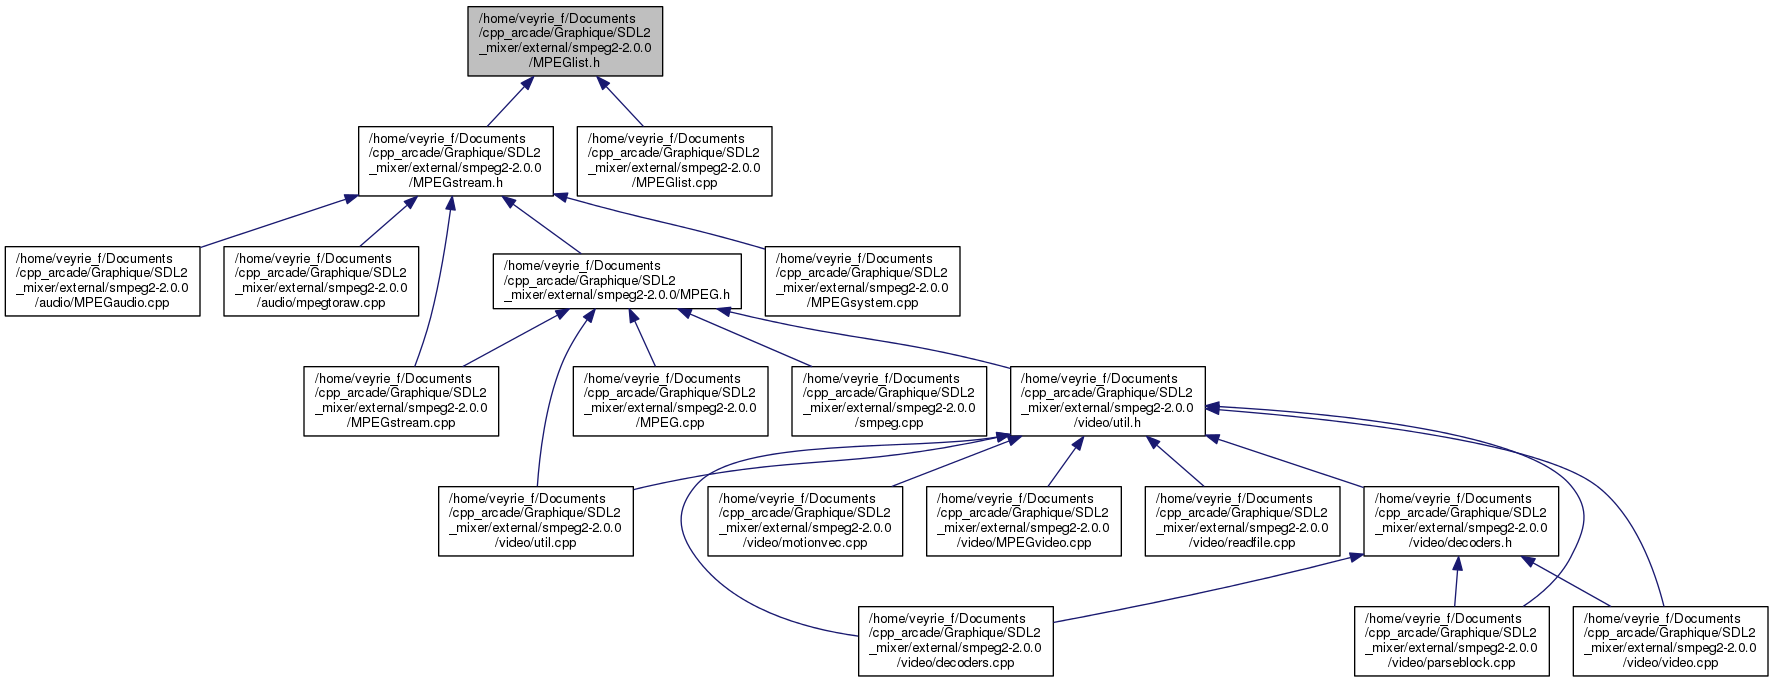 /home/veyrie_f/Documents
/cpp_arcade/Graphique/SDL2
_mixer/external/smpeg2-2.0.0
/MPEGlist.h
/home/veyrie_f/Documents
/cpp_arcade/Graphique/SDL2
_mixer/external/smpeg2-2.0.0
/MPEGstream.h
/home/veyrie_f/Documents
/cpp_arcade/Graphique/SDL2
_mixer/external/smpeg2-2.0.0
/MPEGlist.cpp
/home/veyrie_f/Documents
/cpp_arcade/Graphique/SDL2
_mixer/external/smpeg2-2.0.0
/audio/MPEGaudio.cpp
/home/veyrie_f/Documents
/cpp_arcade/Graphique/SDL2
_mixer/external/smpeg2-2.0.0
/audio/mpegtoraw.cpp
/home/veyrie_f/Documents
/cpp_arcade/Graphique/SDL2
_mixer/external/smpeg2-2.0.0/MPEG.h
/home/veyrie_f/Documents
/cpp_arcade/Graphique/SDL2
_mixer/external/smpeg2-2.0.0
/MPEGsystem.cpp
/home/veyrie_f/Documents
/cpp_arcade/Graphique/SDL2
_mixer/external/smpeg2-2.0.0
/MPEGstream.cpp
/home/veyrie_f/Documents
/cpp_arcade/Graphique/SDL2
_mixer/external/smpeg2-2.0.0
/MPEG.cpp
/home/veyrie_f/Documents
/cpp_arcade/Graphique/SDL2
_mixer/external/smpeg2-2.0.0
/smpeg.cpp
/home/veyrie_f/Documents
/cpp_arcade/Graphique/SDL2
_mixer/external/smpeg2-2.0.0
/video/util.h
/home/veyrie_f/Documents
/cpp_arcade/Graphique/SDL2
_mixer/external/smpeg2-2.0.0
/video/util.cpp
/home/veyrie_f/Documents
/cpp_arcade/Graphique/SDL2
_mixer/external/smpeg2-2.0.0
/video/motionvec.cpp
/home/veyrie_f/Documents
/cpp_arcade/Graphique/SDL2
_mixer/external/smpeg2-2.0.0
/video/MPEGvideo.cpp
/home/veyrie_f/Documents
/cpp_arcade/Graphique/SDL2
_mixer/external/smpeg2-2.0.0
/video/readfile.cpp
/home/veyrie_f/Documents
/cpp_arcade/Graphique/SDL2
_mixer/external/smpeg2-2.0.0
/video/decoders.h
/home/veyrie_f/Documents
/cpp_arcade/Graphique/SDL2
_mixer/external/smpeg2-2.0.0
/video/decoders.cpp
/home/veyrie_f/Documents
/cpp_arcade/Graphique/SDL2
_mixer/external/smpeg2-2.0.0
/video/parseblock.cpp
/home/veyrie_f/Documents
/cpp_arcade/Graphique/SDL2
_mixer/external/smpeg2-2.0.0
/video/video.cpp